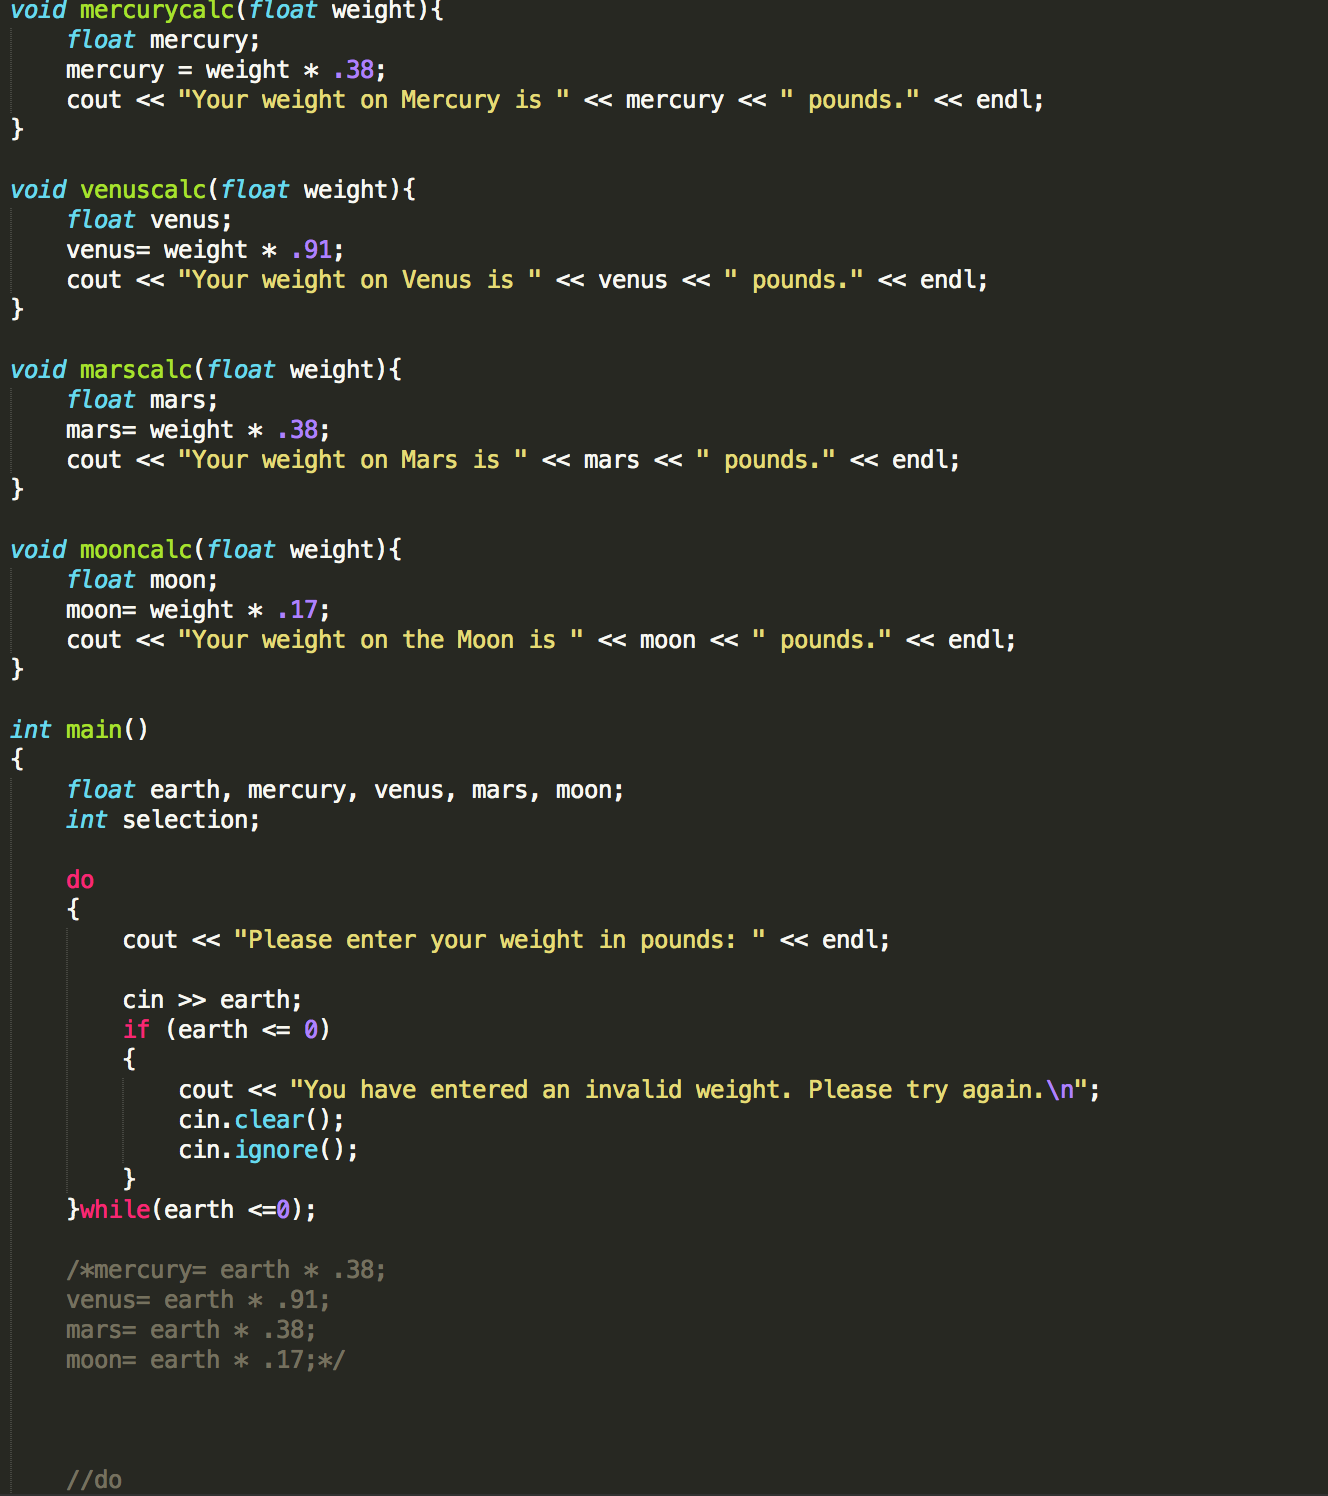 void mercurycalc(float weight){
    float mercury;
    mercury = weight * .38;
    cout << "Your weight on Mercury is " << mercury << " pounds." << endl;
}

void venuscalc(float weight){
    float venus;
    venus= weight * .91;
    cout << "Your weight on Venus is " << venus << " pounds." << endl;
}

void marscalc(float weight){
    float mars;
    mars= weight * .38;
    cout << "Your weight on Mars is " << mars << " pounds." << endl;
}

void mooncalc(float weight){
    float moon;
    moon= weight * .17;
    cout << "Your weight on the Moon is " << moon << " pounds." << endl;
}

int main()
{
    float earth, mercury, venus, mars, moon;
    int selection;

    do
    {
        cout << "Please enter your weight in pounds: " << endl;

        cin >> earth;
        if (earth <= 0)
        {
            cout << "You have entered an invalid weight. Please try again.\n";
            cin.clear();
            cin.ignore();
        }
    }while(earth <=0);

    /*mercury= earth * .38;
    venus= earth * .91;
    mars= earth * .38;
    moon= earth * .17;*/

    //do